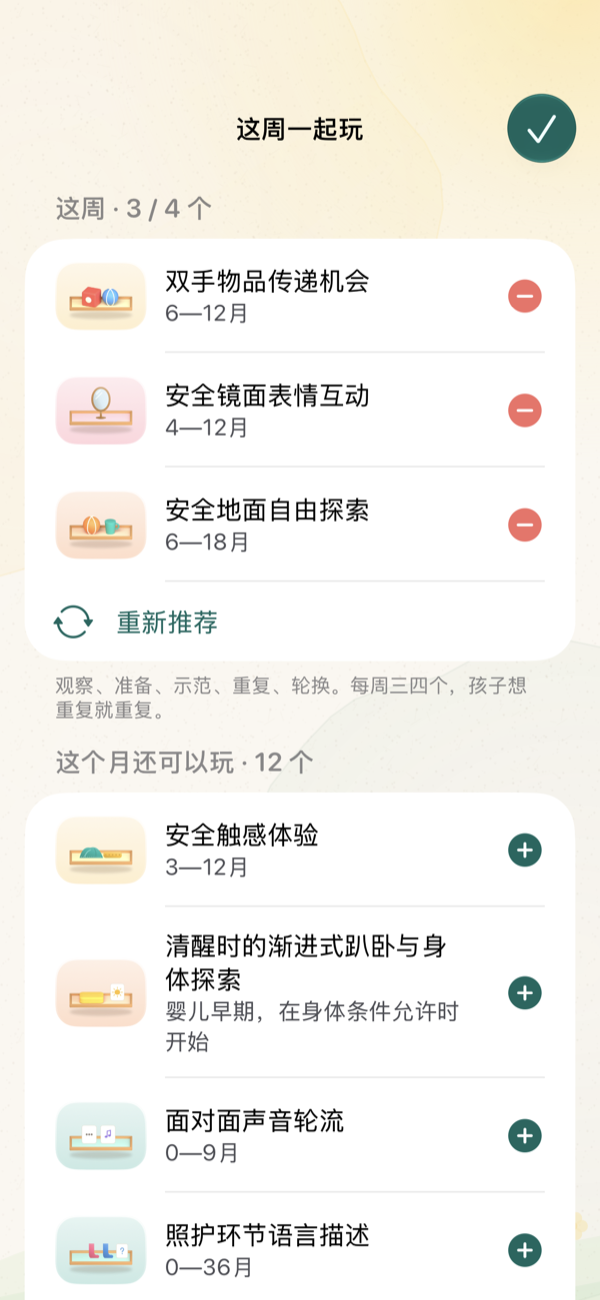 这周一起玩
这周 · 3 / 4 个
双手物品传递机会
6—12月
安全镜面表情互动
4—12月
安全地面自由探索
6—18月
重新推荐
观察、准备、示范、重复、轮换。每周三四个，孩子想
重复就重复。
这个月还可以玩 · 12 个
安全触感体验
3—12月
清醒时的渐进式趴卧与身
体探索
婴儿早期，在身体条件允许时
开始
面对面声音轮流
0—9月
照护环节语言描述
?
0—36月